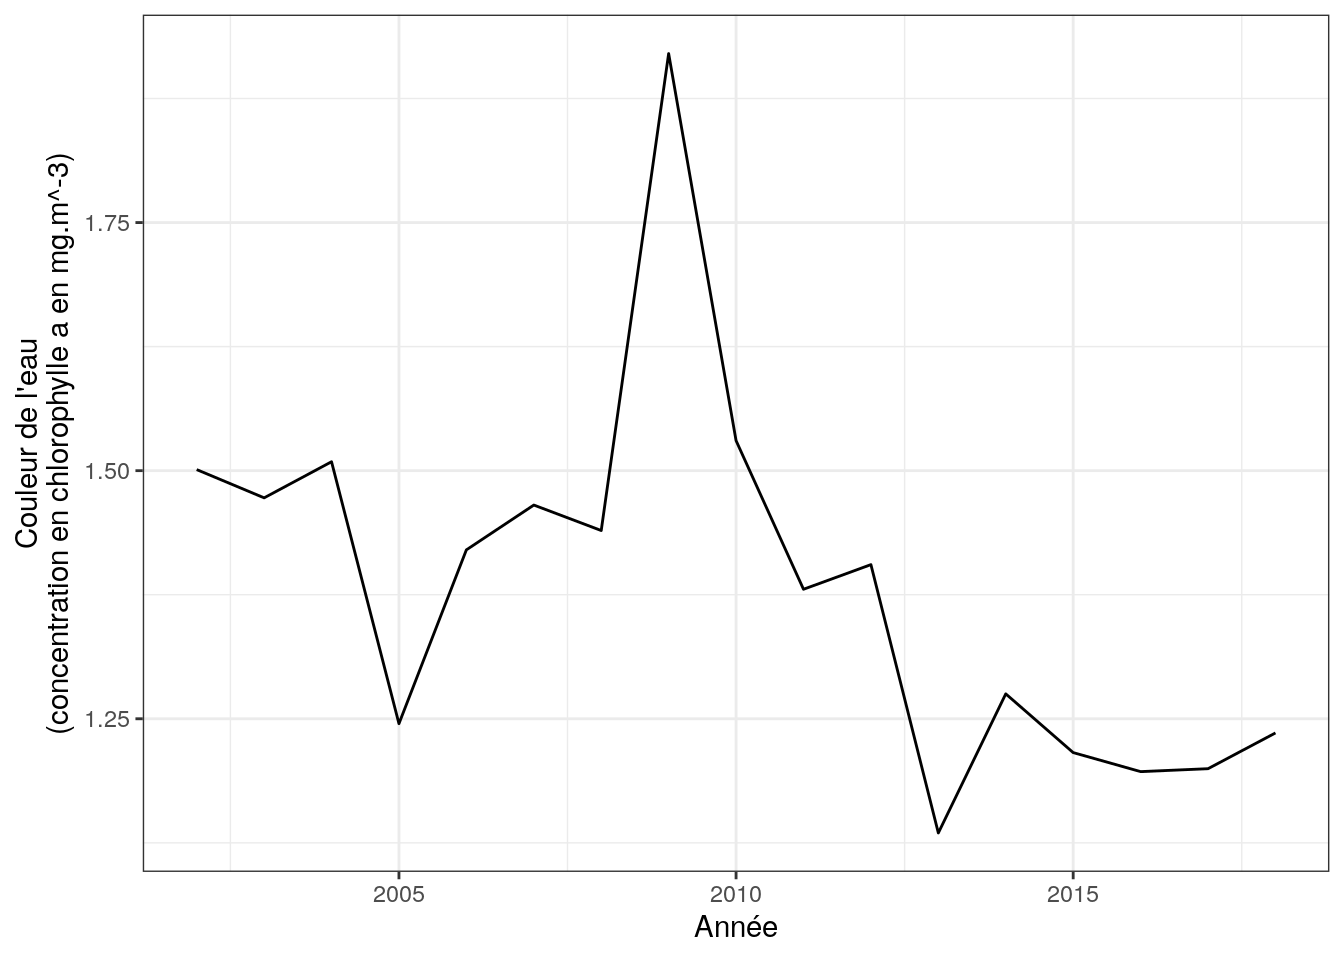 Couleur de l'eau
(concentration en chlorophylle a en mg.m^-3)
1.75
1.50
1.25
2005
2010
2015
Année